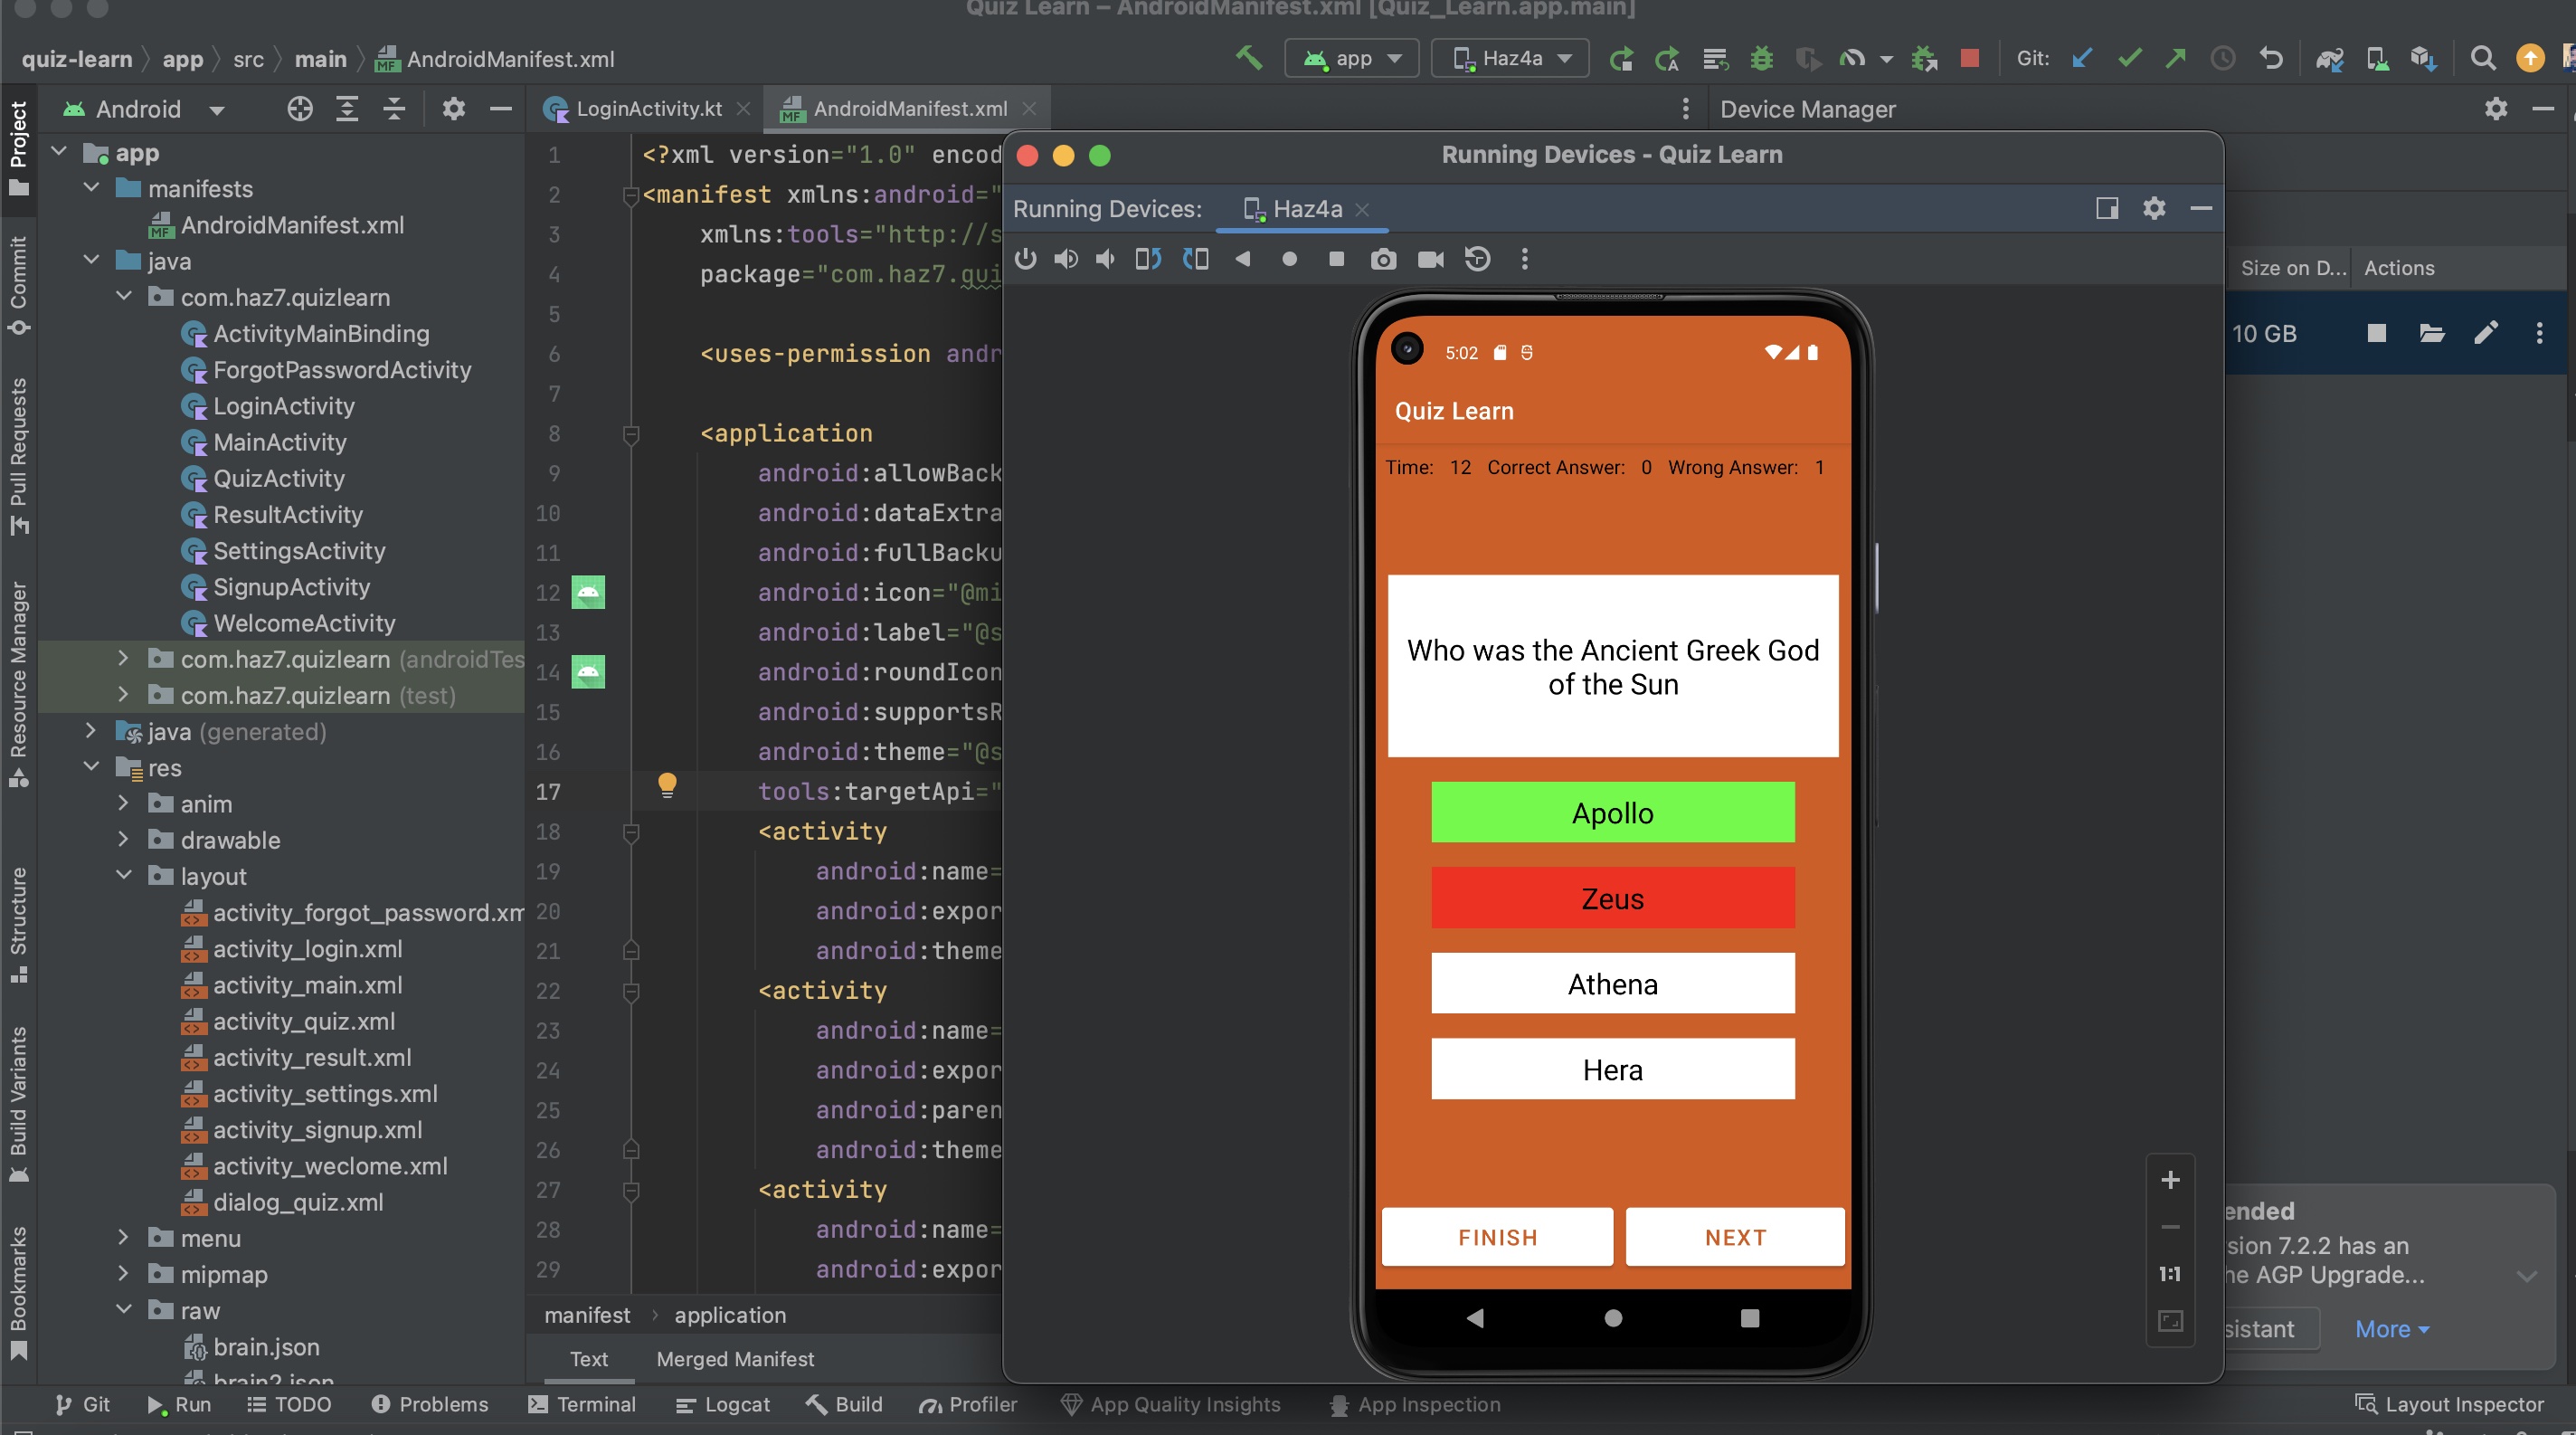 Quiz Learn – AndroidManifest.xml [Quiz_Learn.app.main]
quiz-learn app src main MF AndroidManifest.xml
app Haz4a Git:
Project
Commit
Pull Requests
Resource Manager
Structure
Build Variants
Bookmarks
Android
app
manifests
MF AndroidManifest.xml
java
com.haz7.quizlearn
ActivityMainBinding
ForgotPasswordActivity
LoginActivity
MainActivity
QuizActivity
ResultActivity
SettingsActivity
SignupActivity
WelcomeActivity
com.haz7.quizlearn (androidTes
com.haz7.quizlearn (test)
java (generated)
res
anim
drawable
layout
activity_forgot_password.xm
activity_login.xml
activity_main.xml
activity_quiz.xml
activity_result.xml
activity_settings.xml
activity_signup.xml
activity_weclome.xml
dialog_quiz.xml
menu
mipmap
raw
brain.json
brain2.json
LoginActivity.kt MF AndroidManifest.xml
1 <?xml version="1.0" encod
2 <manifest xmlns:android="
3 xmlns:tools="http://s
4 package="com.haz7.qui
5
6 <uses-permission andr
7
8 <application
9 android:allowBack
10 android:dataExtra
11 android:fullBacku
12 android:icon="@mi
13 android:label="@s
14 android:roundIcon
15 android:supportsR
16 android:theme="@s
17 tools:targetApi="
18 <activity
19 android:name=
20 android:expor
21 android:theme
22 <activity
23 android:name=
24 android:expor
25 android:paren
26 android:theme
27 <activity
28 android:name=
29 android:expor
manifest application
Text Merged Manifest
Device Manager
Size on D... Actions
10 GB
Running Devices - Quiz Learn
Running Devices: Haz4a
5:02
Quiz Learn
Time: 12 Correct Answer: 0 Wrong Answer: 1
Who was the Ancient Greek God
of the Sun
Apollo
Zeus
Athena
Hera
FINISH NEXT
1:1
ended
sion 7.2.2 has an
he AGP Upgrade...
sistant More
Git Run TODO Problems Terminal Logcat Build Profiler App Quality Insights App Inspection Layout Inspector